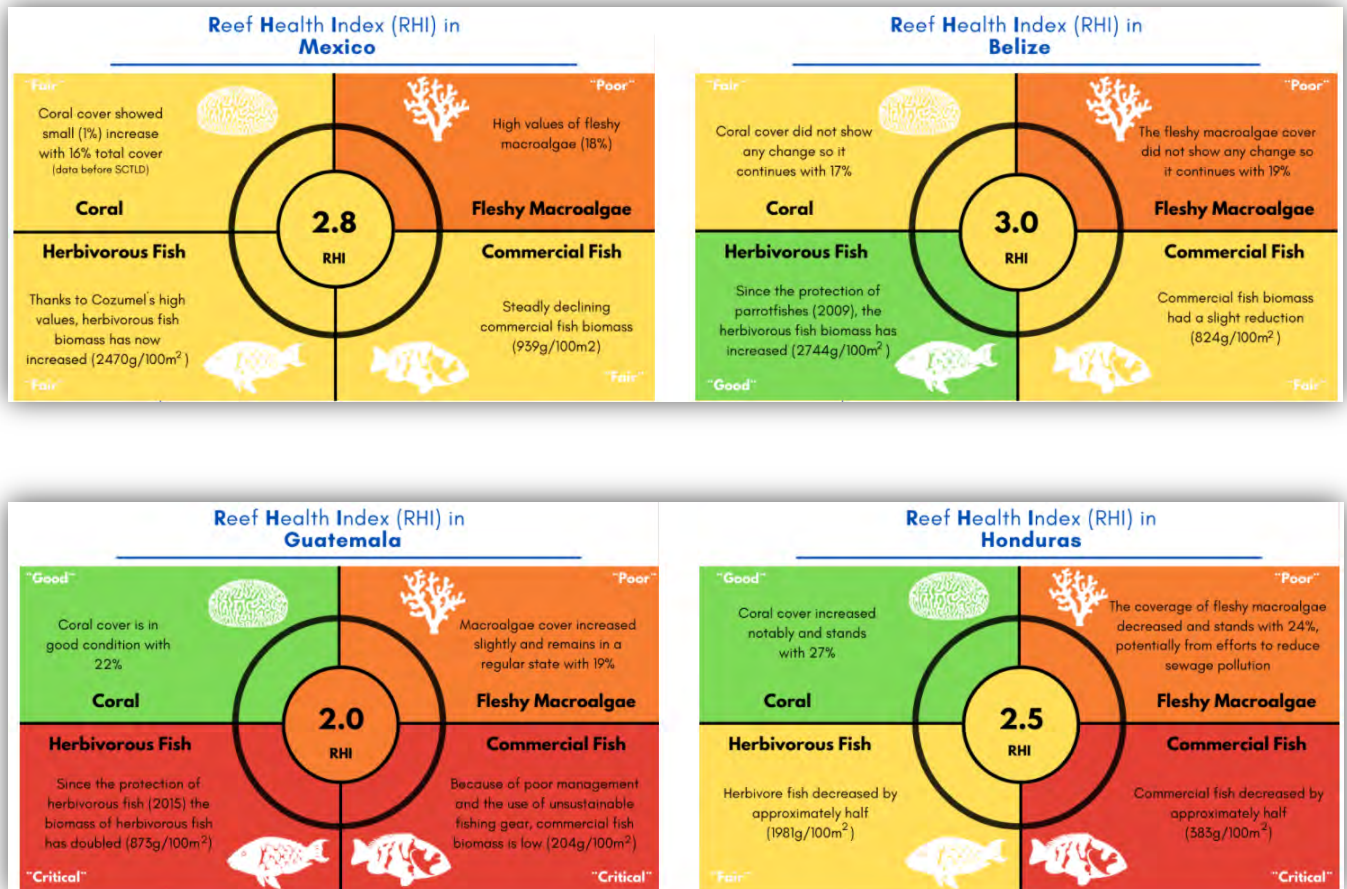 Reef Health Index (RHI) in
Mexico
¨Fair¨
Coral cover showed
small (1%) increase
with 16% total cover
(data before SCTLD)
Coral
¨Poor¨
High values of fleshy
macroalgae (18%)
Fleshy Macroalgae
2.8
RHI
Herbivorous Fish
Thanks to Cozumel's high
values, herbivorous fish
biomass has now
increased (2470g/100m²)
¨Fair¨
Commercial Fish
Steadily declining
commercial fish biomass
(939g/100m2)
¨Fair¨
Reef Health Index (RHI) in
Belize
¨Fair¨
Coral cover did not show
any change so it
continues with 17%
Coral
¨Poor¨
The fleshy macroalgae cover
did not show any change so
it continues with 19%
Fleshy Macroalgae
3.0
RHI
Herbivorous Fish
Since the protection of
parrotfishes (2009), the
herbivorous fish biomass has
increased (2744g/100m²)
¨Good¨
Commercial Fish
Commercial fish biomass
had a slight reduction
(824g/100m²)
¨Fair¨
Reef Health Index (RHI) in
Guatemala
¨Good¨
Coral cover is in
good condition with
22%
Coral
¨Poor¨
Macroalgae cover increased
slightly and remains in a
regular state with 19%
Fleshy Macroalgae
2.0
RHI
Herbivorous Fish
Since the protection of
herbivorous fish (2015) the
biomass of herbivorous fish
has doubled (873g/100m²)
¨Critical¨
Commercial Fish
Because of poor management
and the use of unsustainable
fishing gear, commercial fish
biomass is low (204g/100m²)
¨Critical¨
Reef Health Index (RHI) in
Honduras
¨Good¨
Coral cover increased
notably and stands
with 27%
Coral
¨Poor¨
The coverage of fleshy macroalgae
decreased and stands with 24%,
potentially from efforts to reduce
sewage pollution
Fleshy Macroalgae
2.5
RHI
Herbivorous Fish
Herbivore fish decreased by
approximately half
(1981g/100m²)
¨Fair¨
Commercial Fish
Commercial fish decreased by
approximately half
(383g/100m²)
¨Critical¨